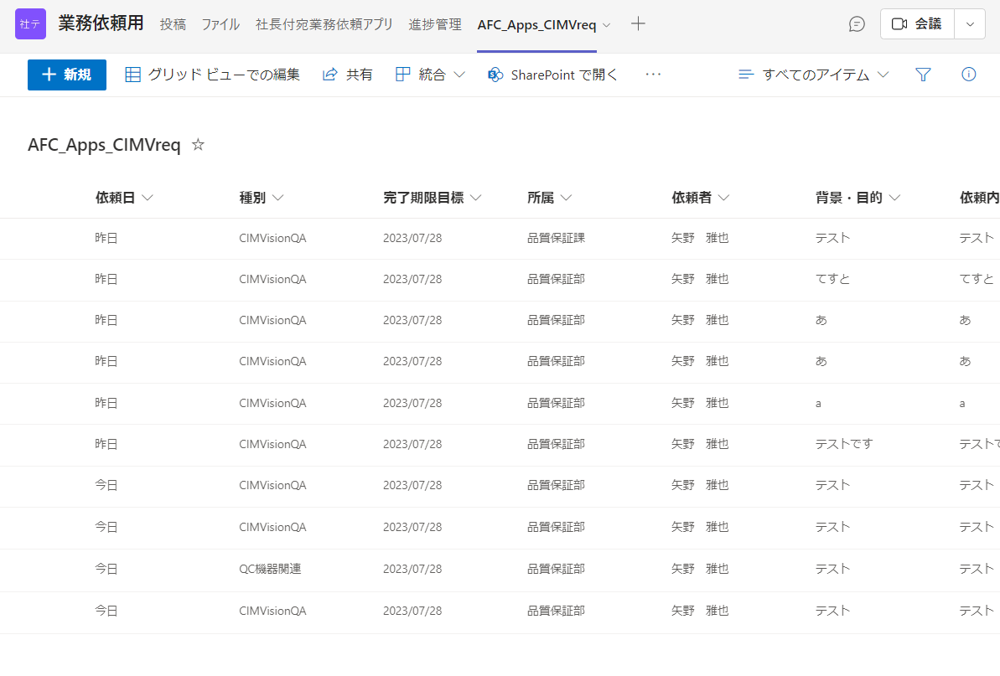 社テ 業務依頼用 投稿 ファイル 社長付宛業務依頼アプリ 進捗管理 AFC_Apps_CIMVreq 会議
新規 グリッド ビューでの編集 共有 統合 SharePoint で開く ... すべてのアイテム
AFC_Apps_CIMVreq
依頼日 種別 完了期限目標 所属 依頼者 背景・目的 依頼内
昨日 CIMVisionQA 2023/07/28 品質保証課 矢野 雅也 テスト テスト
昨日 CIMVisionQA 2023/07/28 品質保証部 矢野 雅也 てすと てすと
昨日 CIMVisionQA 2023/07/28 品質保証部 矢野 雅也 あ あ
昨日 CIMVisionQA 2023/07/28 品質保証部 矢野 雅也 あ あ
昨日 CIMVisionQA 2023/07/28 品質保証部 矢野 雅也 a a
昨日 CIMVisionQA 2023/07/28 品質保証部 矢野 雅也 テストです テストで
今日 CIMVisionQA 2023/07/28 品質保証部 矢野 雅也 テスト テスト
今日 CIMVisionQA 2023/07/28 品質保証部 矢野 雅也 テスト テスト
今日 QC機器関連 2023/07/28 品質保証部 矢野 雅也 テスト テスト
今日 CIMVisionQA 2023/07/28 品質保証部 矢野 雅也 テスト テスト